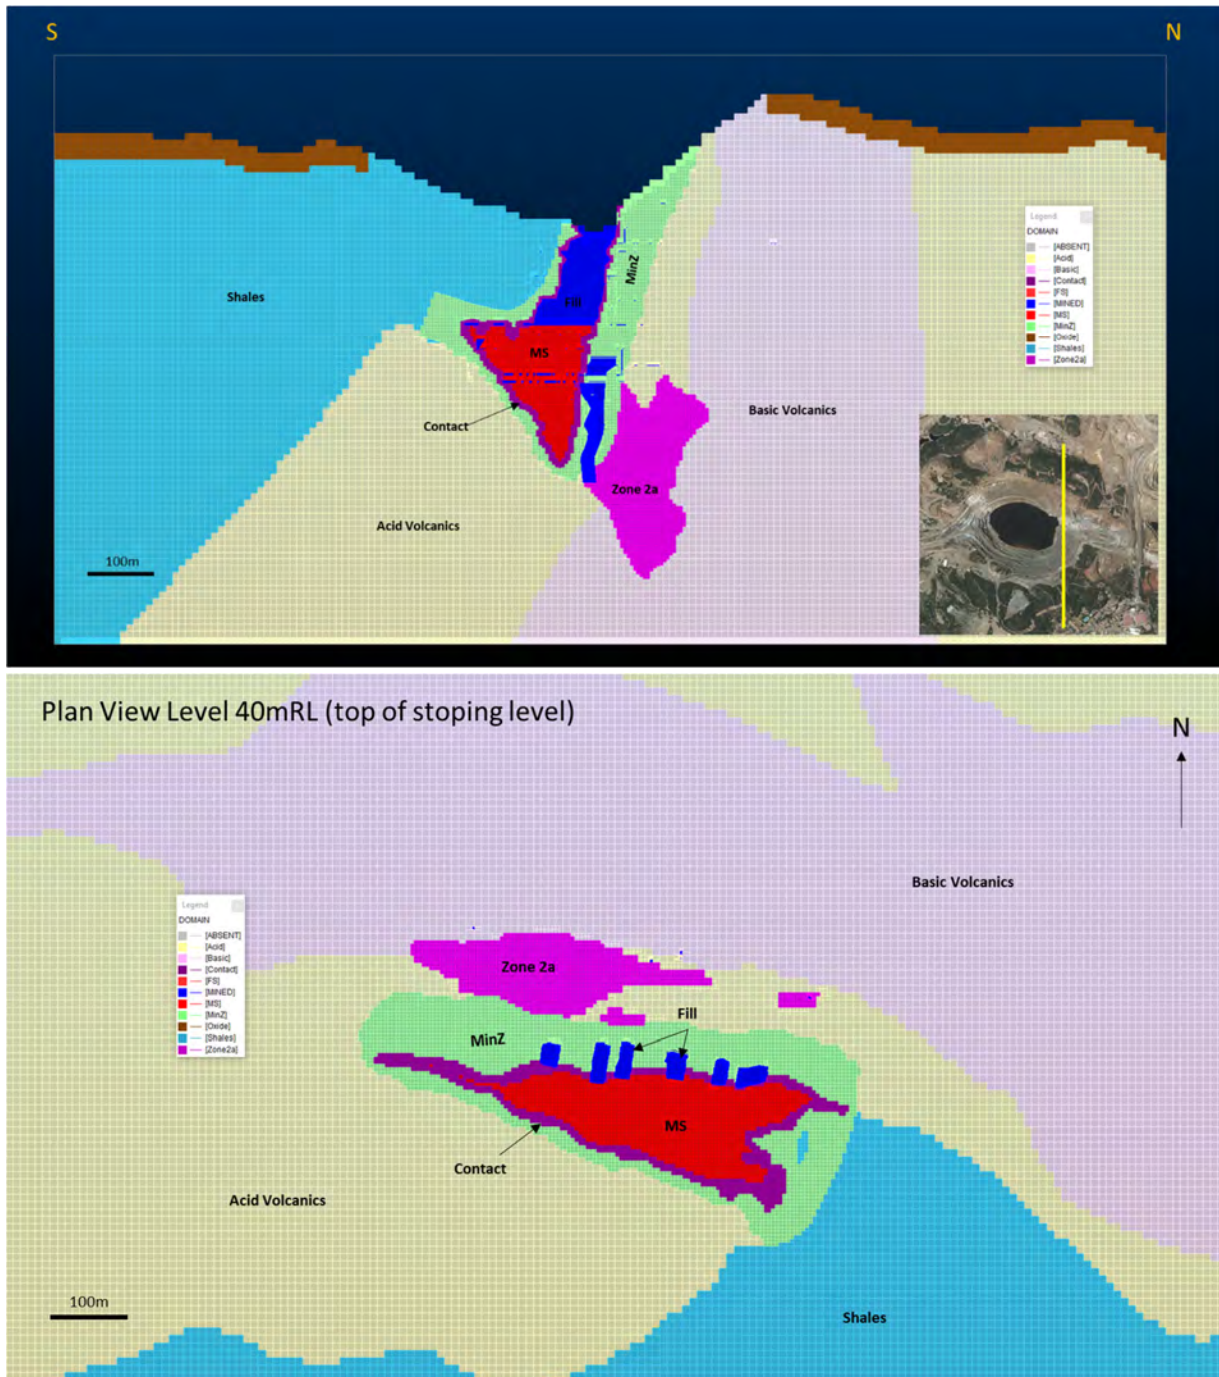 S
N
Legend
DOMAIN
[ABSENT]
[Acid]
[Basic]
[Contact]
[FS]
[MINED]
[MS]
[MinZ]
[Oxide]
[Shales]
[Zone2a]
Shales
Fill
MinZ
MS
Contact
Basic Volcanics
Zone 2a
Acid Volcanics
100m
Plan View Level 40mRL (top of stoping level)
N
Basic Volcanics
Legend
DOMAIN
[ABSENT]
[Acid]
[Basic]
[Contact]
[FS]
[MINED]
[MS]
[MinZ]
[Oxide]
[Shales]
[Zone2a]
Zone 2a
Fill
MinZ
MS
Contact
Acid Volcanics
100m
Shales